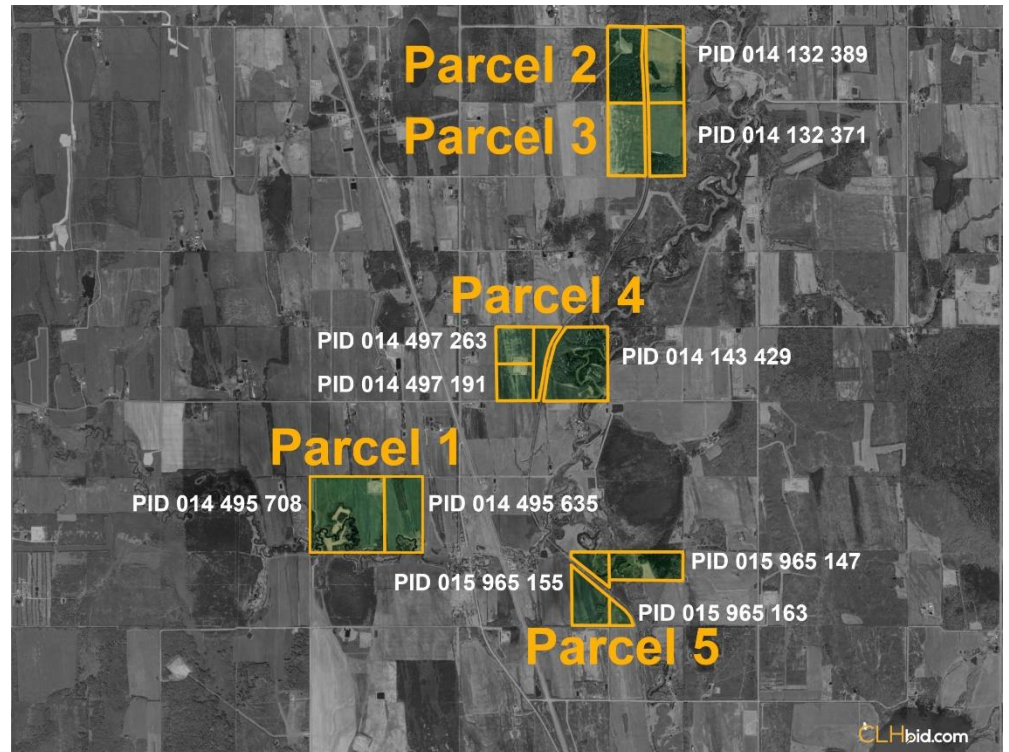 Parcel 2
PID 014 132 389
Parcel 3
PID 014 132 371
Parcel 4
PID 014 497 263
PID 014 143 429
PID 014 497 191
Parcel 1
PID 014 495 708
PID 014 495 635
PID 015 965 147
PID 015 965 155
PID 015 965 163
Parcel 5
CLHbid.com